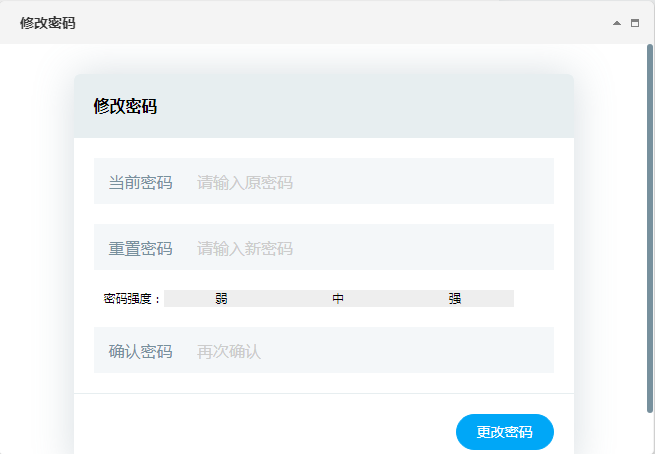 修改密码
修改密码
当前密码 请输入原密码
重置密码 请输入新密码
密码强度： 弱 中 强
确认密码 再次确认
更改密码